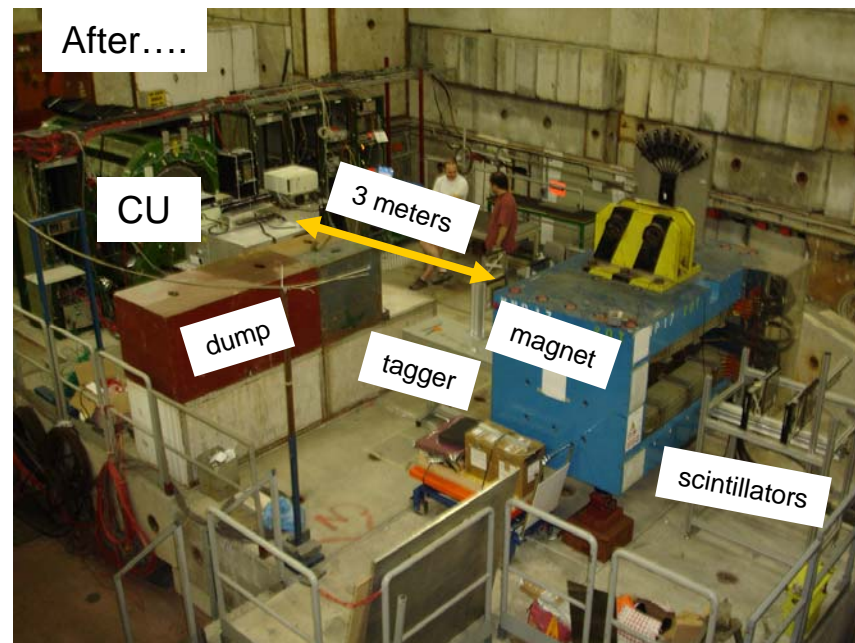 After….
CU
3 meters
dump
magnet
tagger
scintillators